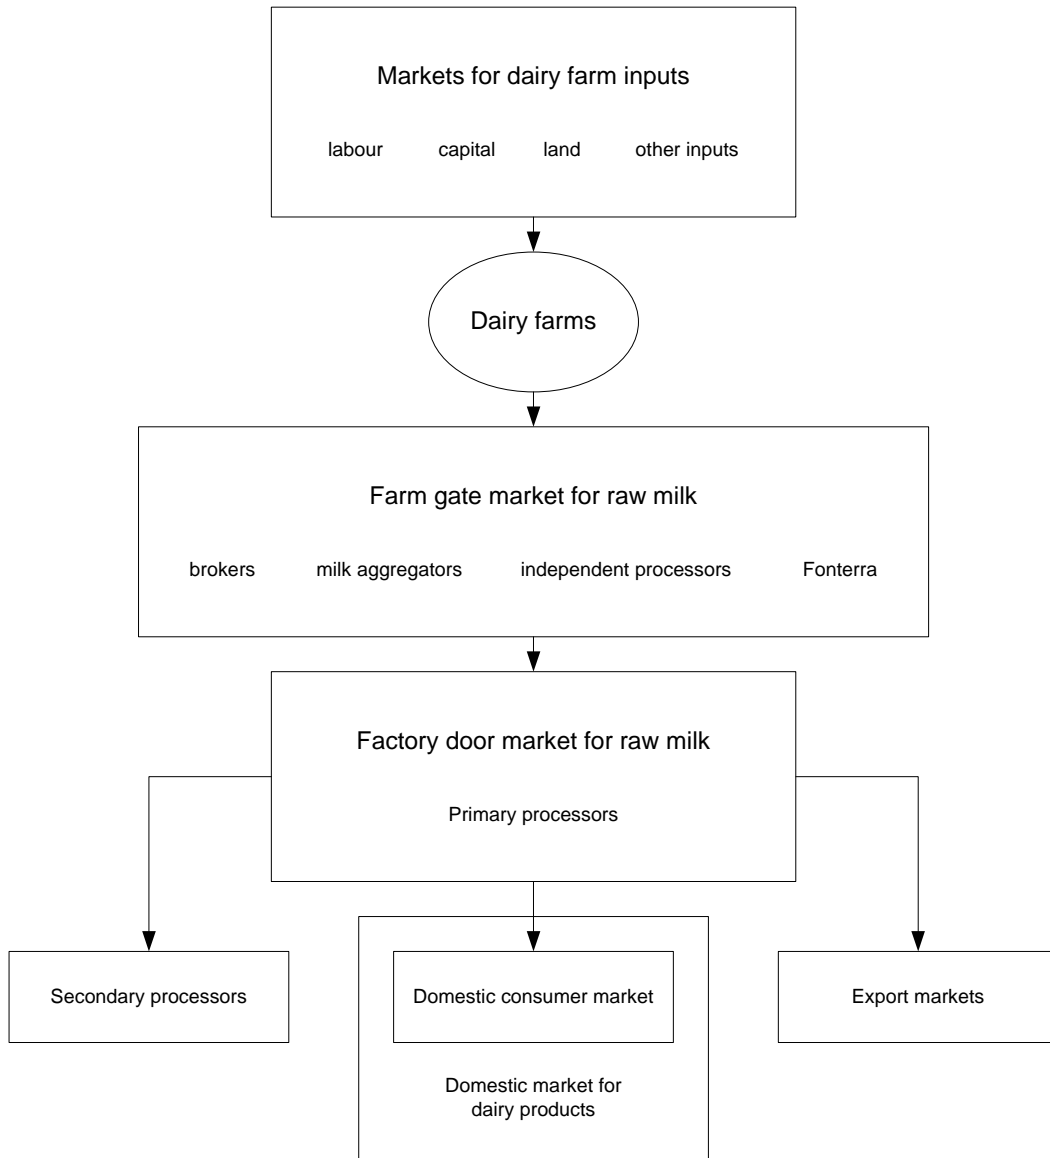 Markets for dairy farm inputs
labour capital land other inputs
Dairy farms
Farm gate market for raw milk
brokers milk aggregators independent processors Fonterra
Factory door market for raw milk
Primary processors
Secondary processors
Domestic consumer market
Export markets
Domestic market for
dairy products